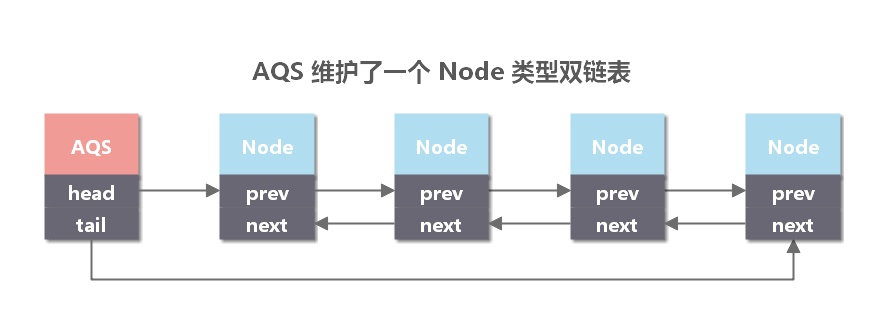 AQS 维护了一个 Node 类型双链表
AQS Node Node Node Node
head prev prev prev prev
tail next next next next